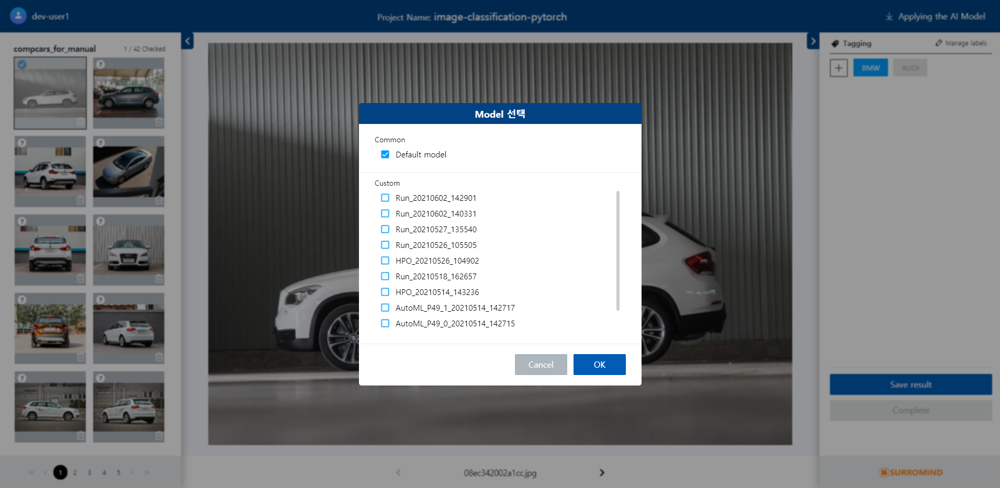 dev-user1
Project Name: image-classification-pytorch
Applying the AI Model
compcars_for_manual
1 / 42 Checked
Tagging
Manage labels
BMW
AUDI
Model 선택
Common
Default model
Custom
Run_20210602_142901
Run_20210602_140331
Run_20210527_135540
Run_20210526_105505
HPO_20210526_104902
Run_20210518_162657
HPO_20210514_143236
AutoML_P49_1_20210514_142717
AutoML_P49_0_20210514_142715
Cancel
OK
Save result
Complete
1 2 3 4 5
08ec342002a1cc.jpg
SURROMIND